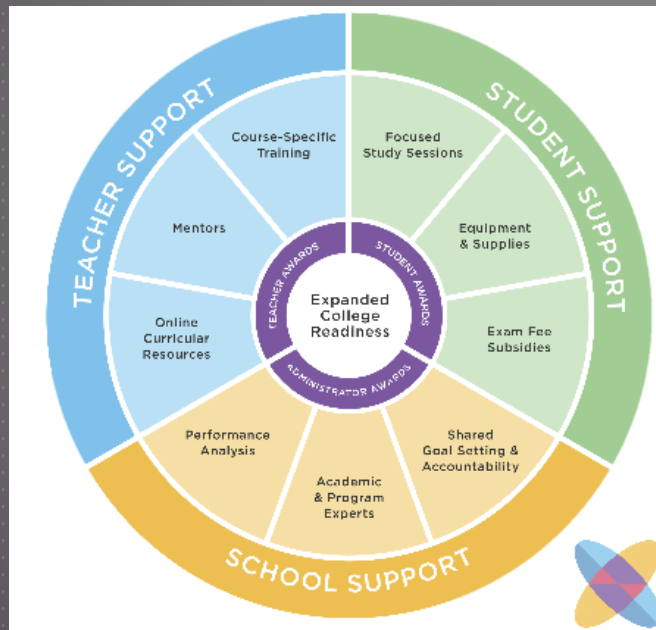 TEACHER SUPPORT
STUDENT SUPPORT
Course-Specific
Training
Focused
Study Sessions
Mentors
Equipment
& Supplies
TEACHER AWARDS
STUDENT AWARDS
Expanded
College
Readiness
Online
Curricular
Resources
Exam Fee
Subsidies
ADMINISTRATOR AWARDS
Performance
Analysis
Shared
Goal Setting &
Accountability
Academic
& Program
Experts
SCHOOL SUPPORT